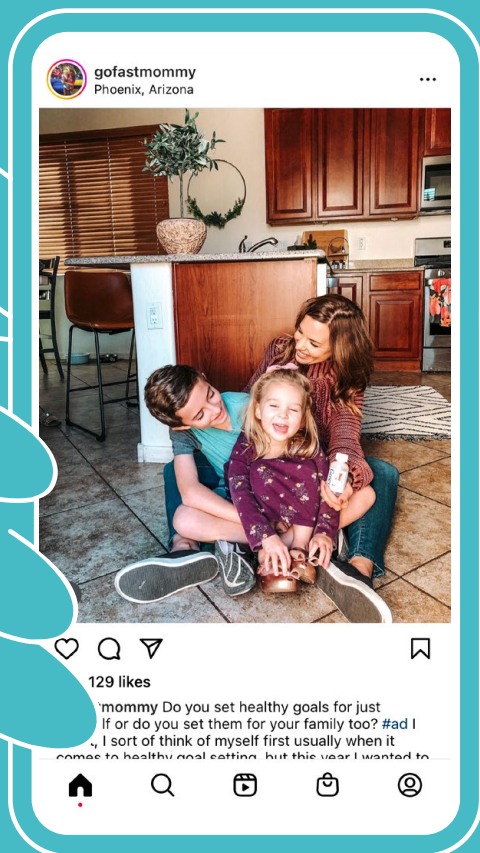 gofastmommy
Phoenix, Arizona
129 likes
mommy Do you set healthy goals for just
lf or do you set them for your family too? #ad I
, I sort of think of myself first usually when it
comes to healthy goal setting, but this year I wanted to